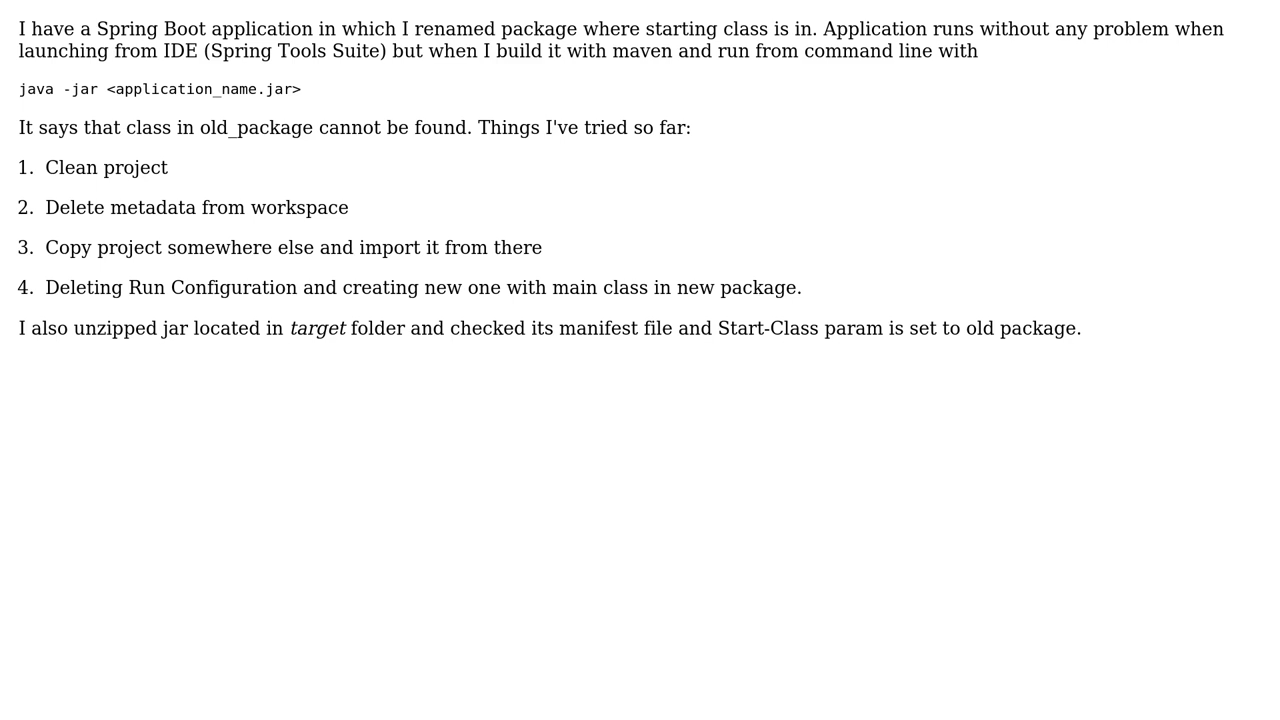 I have a Spring Boot application in which I renamed package where starting class is in. Application runs without any problem when
launching from IDE (Spring Tools Suite) but when I build it with maven and run from command line with
java -jar <application_name.jar>
It says that class in old_package cannot be found. Things I've tried so far:
1. Clean project
2. Delete metadata from workspace
3. Copy project somewhere else and import it from there
4. Deleting Run Configuration and creating new one with main class in new package.
I also unzipped jar located in target folder and checked its manifest file and Start-Class param is set to old package.